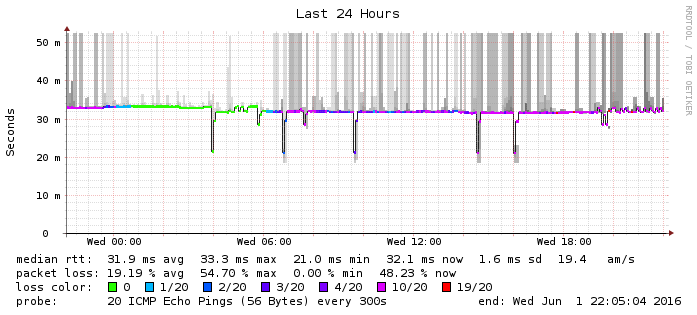 Last 24 Hours
RRDTOOL / TOBI OETIKER
Seconds
50 m
40 m
30 m
20 m
10 m
0
Wed 00:00 Wed 06:00 Wed 12:00 Wed 18:00
median rtt: 31.9 ms avg 33.3 ms max 21.0 ms min 32.1 ms now 1.6 ms sd 19.4 am/s
packet loss: 19.19 % avg 54.70 % max 0.00 % min 48.23 % now
loss color: 0 1/20 2/20 3/20 4/20 10/20 19/20
probe: 20 ICMP Echo Pings (56 Bytes) every 300s end: Wed Jun 1 22:05:04 2016